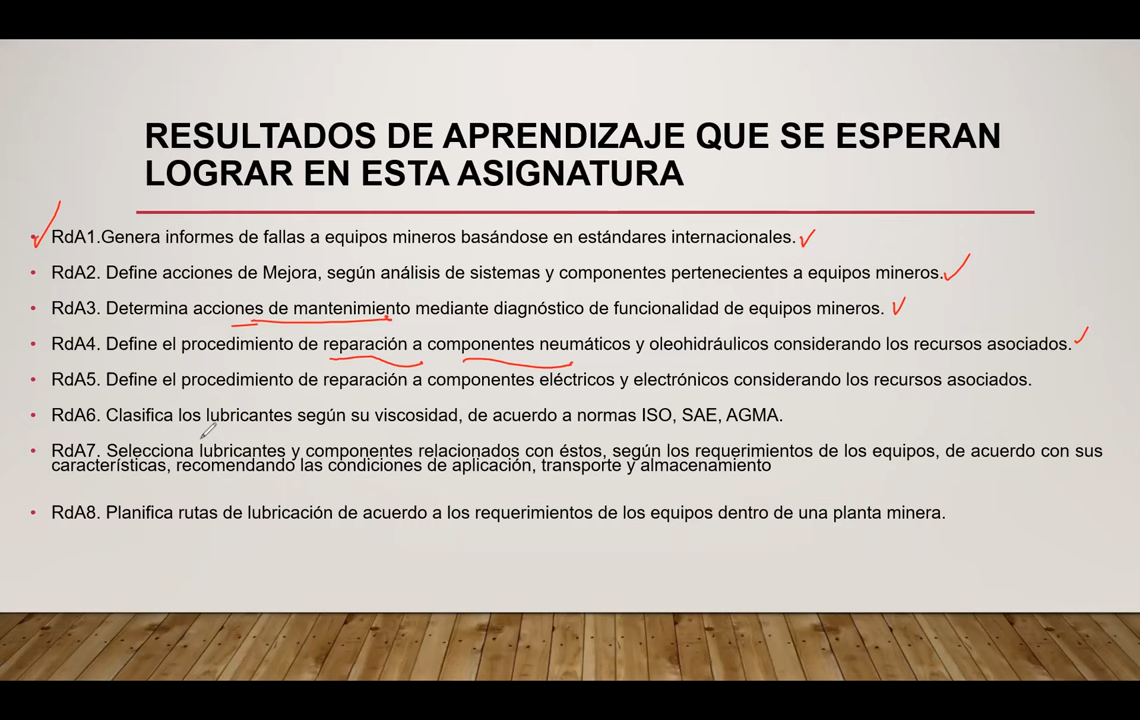 RESULTADOS DE APRENDIZAJE QUE SE ESPERAN
LOGRAR EN ESTA ASIGNATURA
• RdA1.Genera informes de fallas a equipos mineros basándose en estándares internacionales.
• RdA2. Define acciones de Mejora, según análisis de sistemas y componentes pertenecientes a equipos mineros.
• RdA3. Determina acciones de mantenimiento mediante diagnóstico de funcionalidad de equipos mineros.
• RdA4. Define el procedimiento de reparación a componentes neumáticos y oleohidráulicos considerando los recursos asociados.
• RdA5. Define el procedimiento de reparación a componentes eléctricos y electrónicos considerando los recursos asociados.
• RdA6. Clasifica los lubricantes según su viscosidad, de acuerdo a normas ISO, SAE, AGMA.
• RdA7. Selecciona lubricantes y componentes relacionados con éstos, según los requerimientos de los equipos, de acuerdo con sus
características, recomendando las condiciones de aplicación, transporte y almacenamiento
• RdA8. Planifica rutas de lubricación de acuerdo a los requerimientos de los equipos dentro de una planta minera.